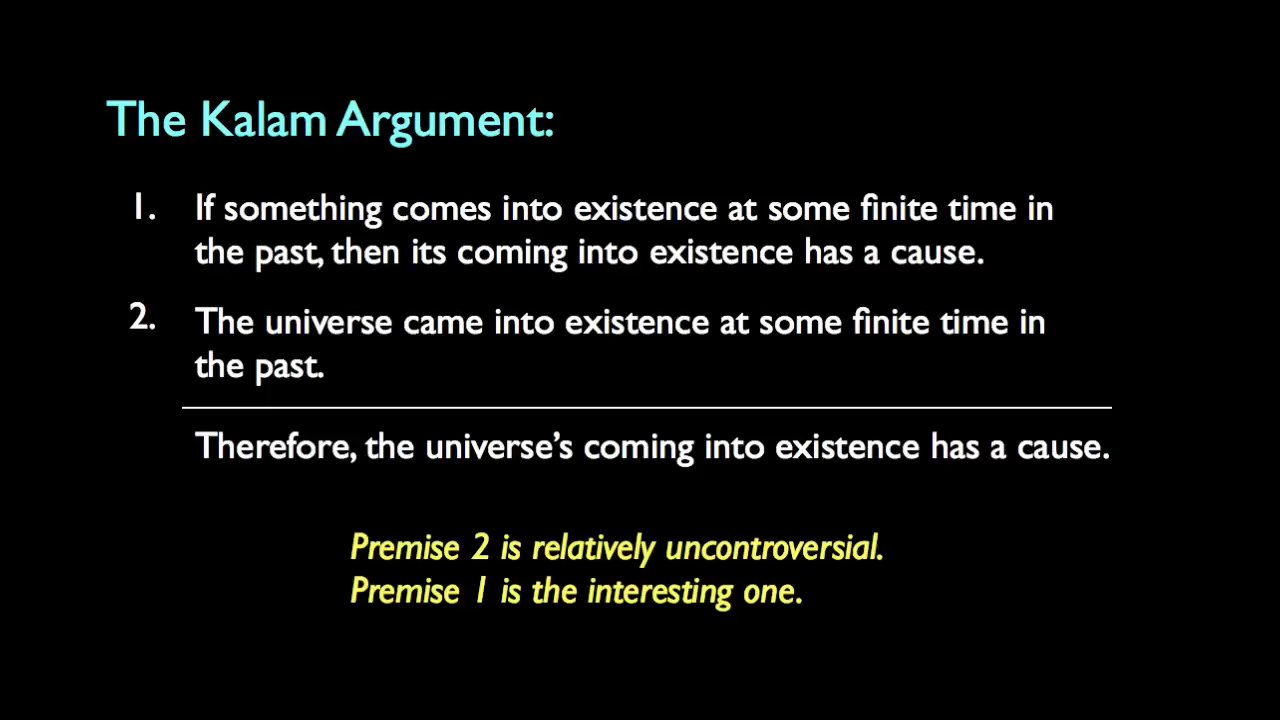 The Kalam Argument:
1. If something comes into existence at some finite time in
the past, then its coming into existence has a cause.
2. The universe came into existence at some finite time in
the past.
Therefore, the universe’s coming into existence has a cause.
Premise 2 is relatively uncontroversial.
Premise 1 is the interesting one.